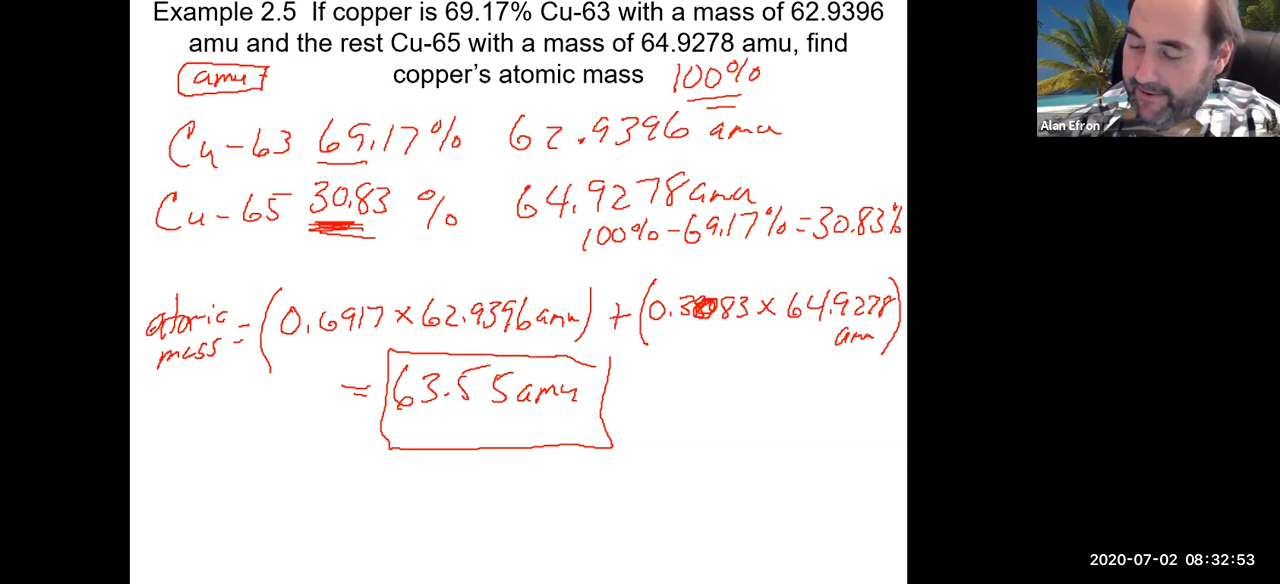 Example 2.5 If copper is 69.17% Cu-63 with a mass of 62.9396
amu and the rest Cu-65 with a mass of 64.9278 amu, find
copper's atomic mass 100%
amu
Cu-63 69.17% 62.9396 amu
Cu-65 30.83 % 64.9278 amu
100% - 69.17% = 30.83%
atomic mass = (0.6917 x 62.9396 amu) + (0.3083 x 64.9278 amu)
= 63.55 amu
Alan Efron
2020-07-02 08:32:53